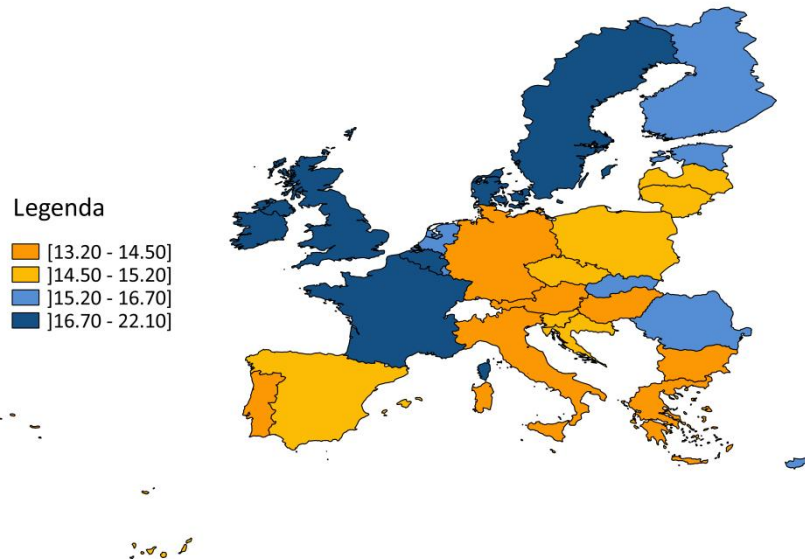 Legenda
[13.20 - 14.50]
]14.50 - 15.20]
]15.20 - 16.70]
]16.70 - 22.10]